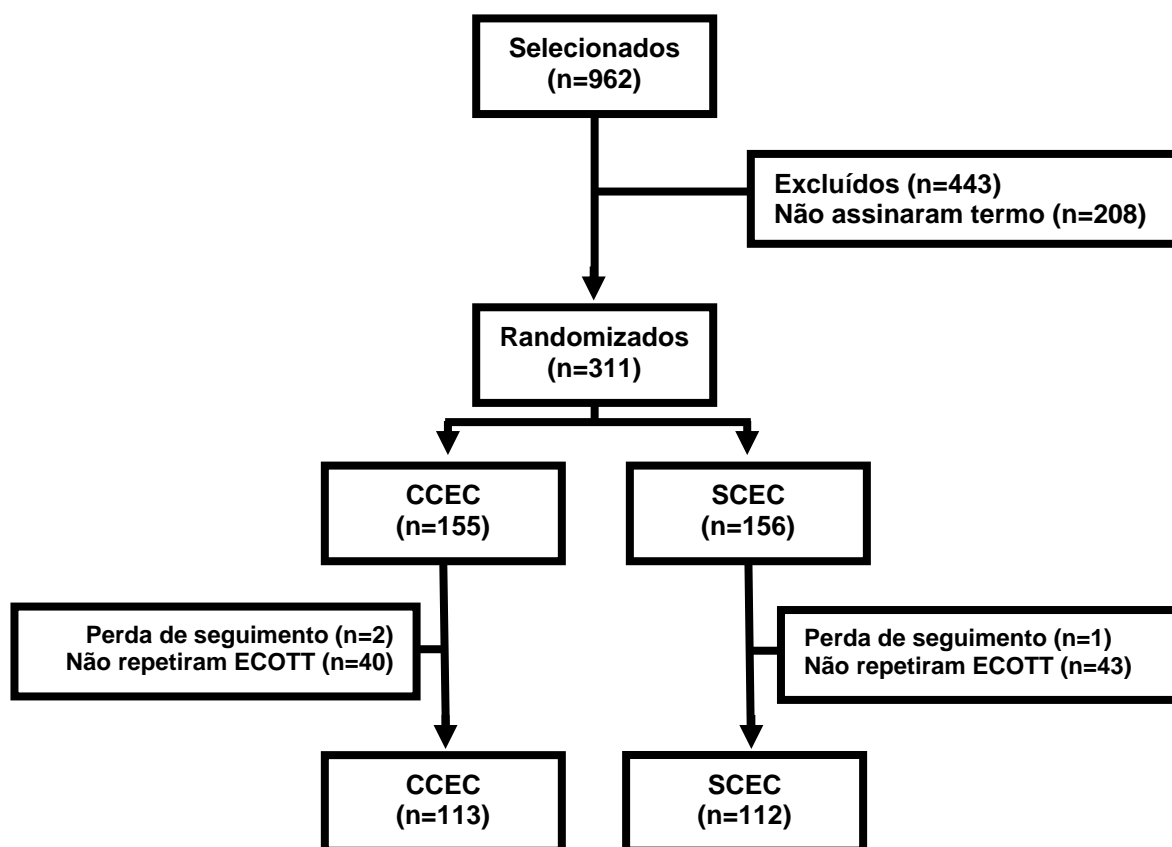 Selecionados
(n=962)
Excluídos (n=443)
Não assinaram termo (n=208)
Randomizados
(n=311)
CCEC
(n=155)
SCEC
(n=156)
Perda de seguimento (n=2)
Não repetiram ECOTT (n=40)
Perda de seguimento (n=1)
Não repetiram ECOTT (n=43)
CCEC
(n=113)
SCEC
(n=112)